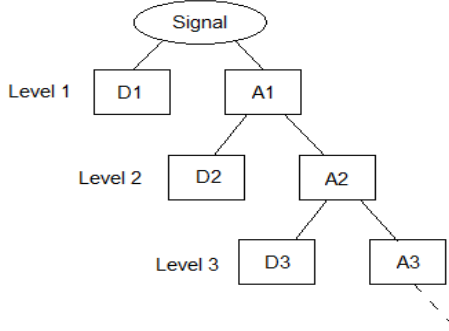 Signal
Level 1 D1 A1
Level 2 D2 A2
Level 3 D3 A3